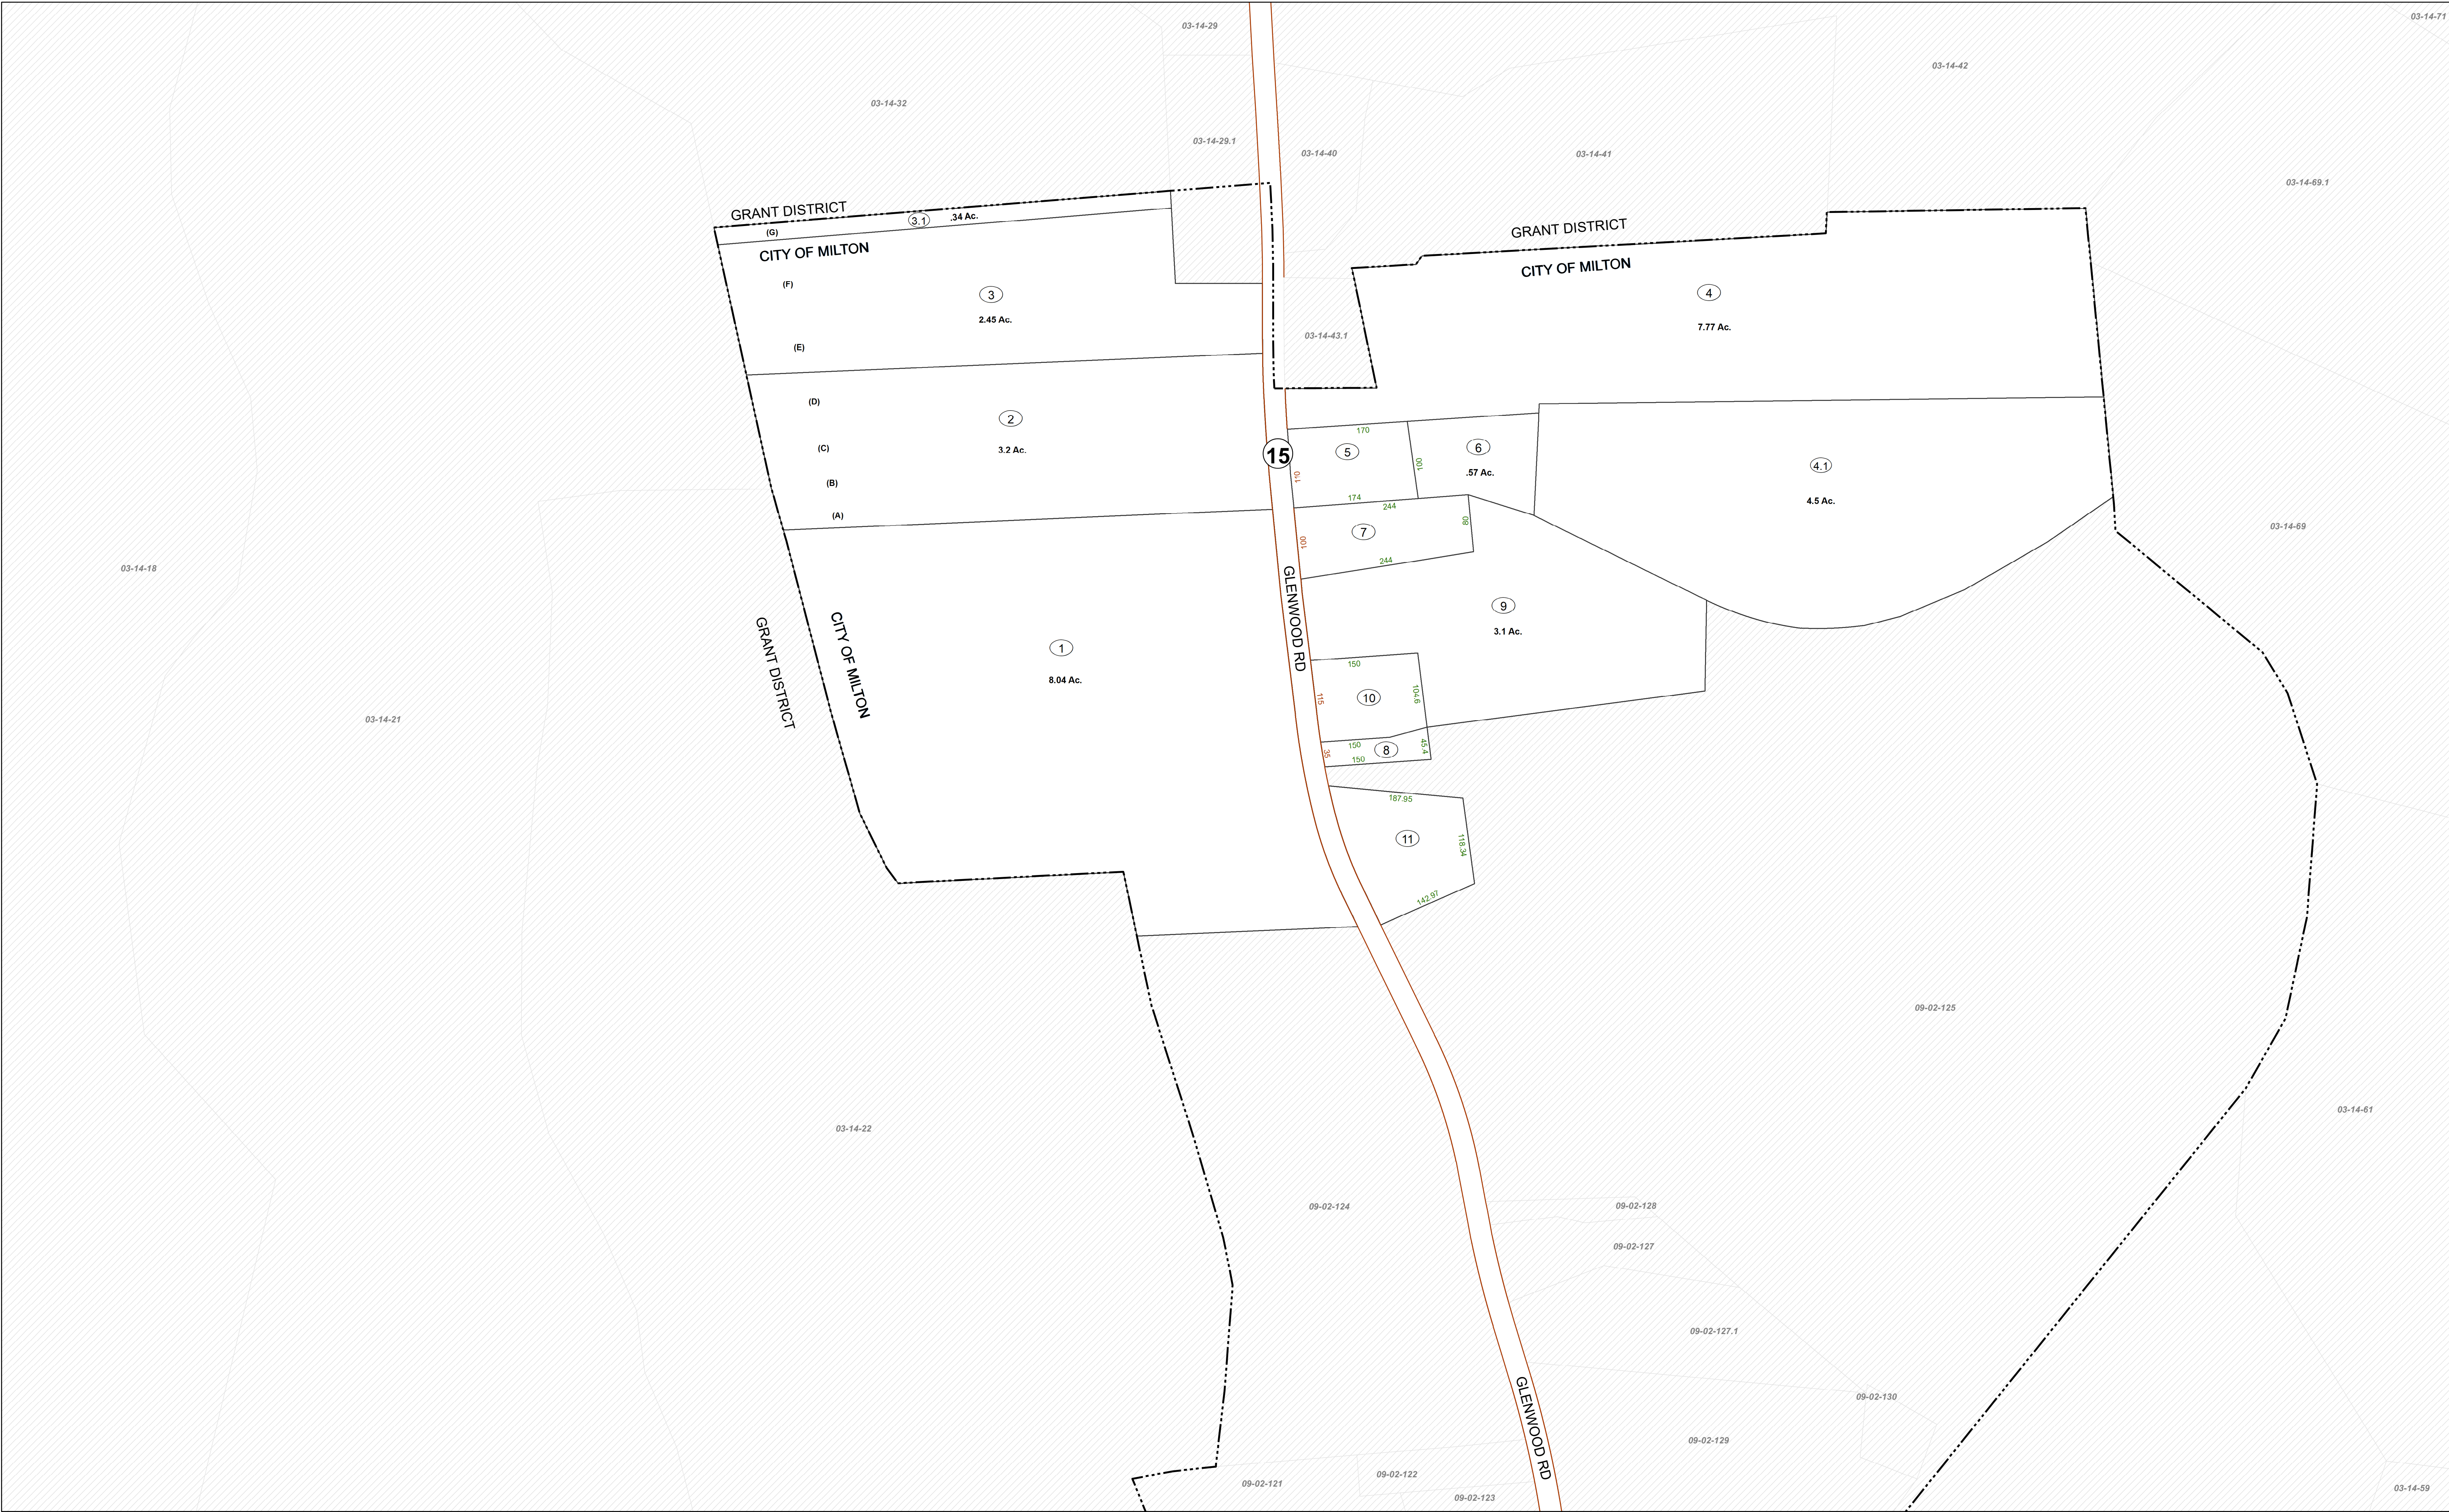 03-14-29
03-14-71
03-14-42
03-14-32
03-14-29.1
03-14-40
03-14-41
03-14-69.1
GRANT DISTRICT
3.1
.34 Ac.
(G)
CITY OF MILTON
GRANT DISTRICT
CITY OF MILTON
(F)
3
2.45 Ac.
4
7.77 Ac.
03-14-43.1
(E)
(D)
2
3.2 Ac.
(C)
(B)
(A)
15
170
5
110
174
100
6
.57 Ac.
4.1
4.5 Ac.
244
7
80
100
244
03-14-69
03-14-18
GLENWOOD RD
9
3.1 Ac.
GRANT DISTRICT
CITY OF MILTON
1
8.04 Ac.
150
115
10
104.6
03-14-21
150
8
45.4
35
150
187.95
11
118.34
142.97
09-02-125
03-14-22
03-14-61
09-02-124
09-02-128
09-02-127
09-02-127.1
09-02-130
GLENWOOD RD
09-02-129
09-02-121
09-02-122
09-02-123
03-14-59